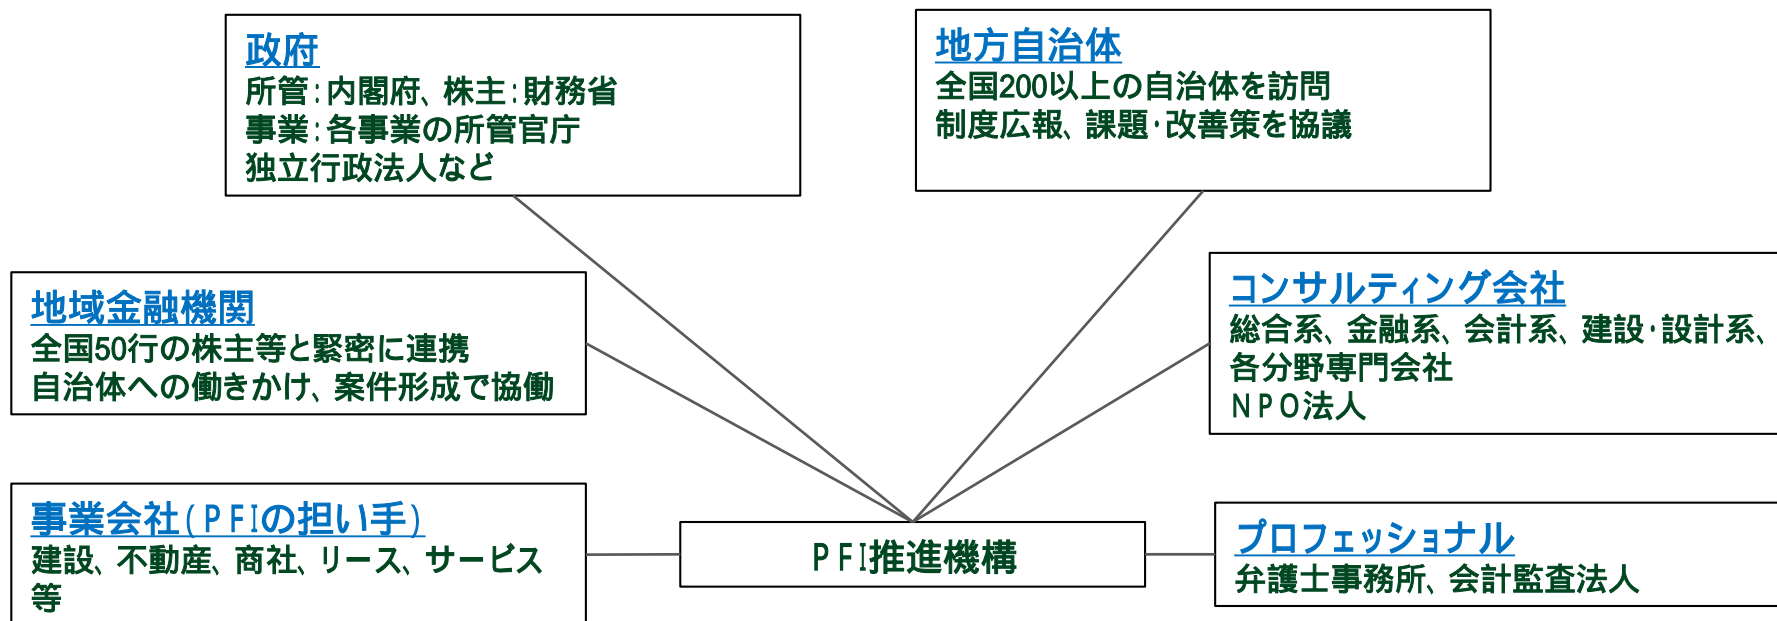 政府
所管：内閣府、株主：財務省
事業：各事業の所管官庁
独立行政法人など
地方自治体
全国200以上の自治体を訪問
制度広報、課題・改善策を協議
地域金融機関
全国50行の株主等と緊密に連携
自治体への働きかけ、案件形成で協働
コンサルティング会社
総合系、金融系、会計系、建設・設計系、
各分野専門会社
ＮＰＯ法人
事業会社（ＰＦＩの担い手）
建設、不動産、商社、リース、サービス
等
ＰＦＩ推進機構
プロフェッショナル
弁護士事務所、会計監査法人